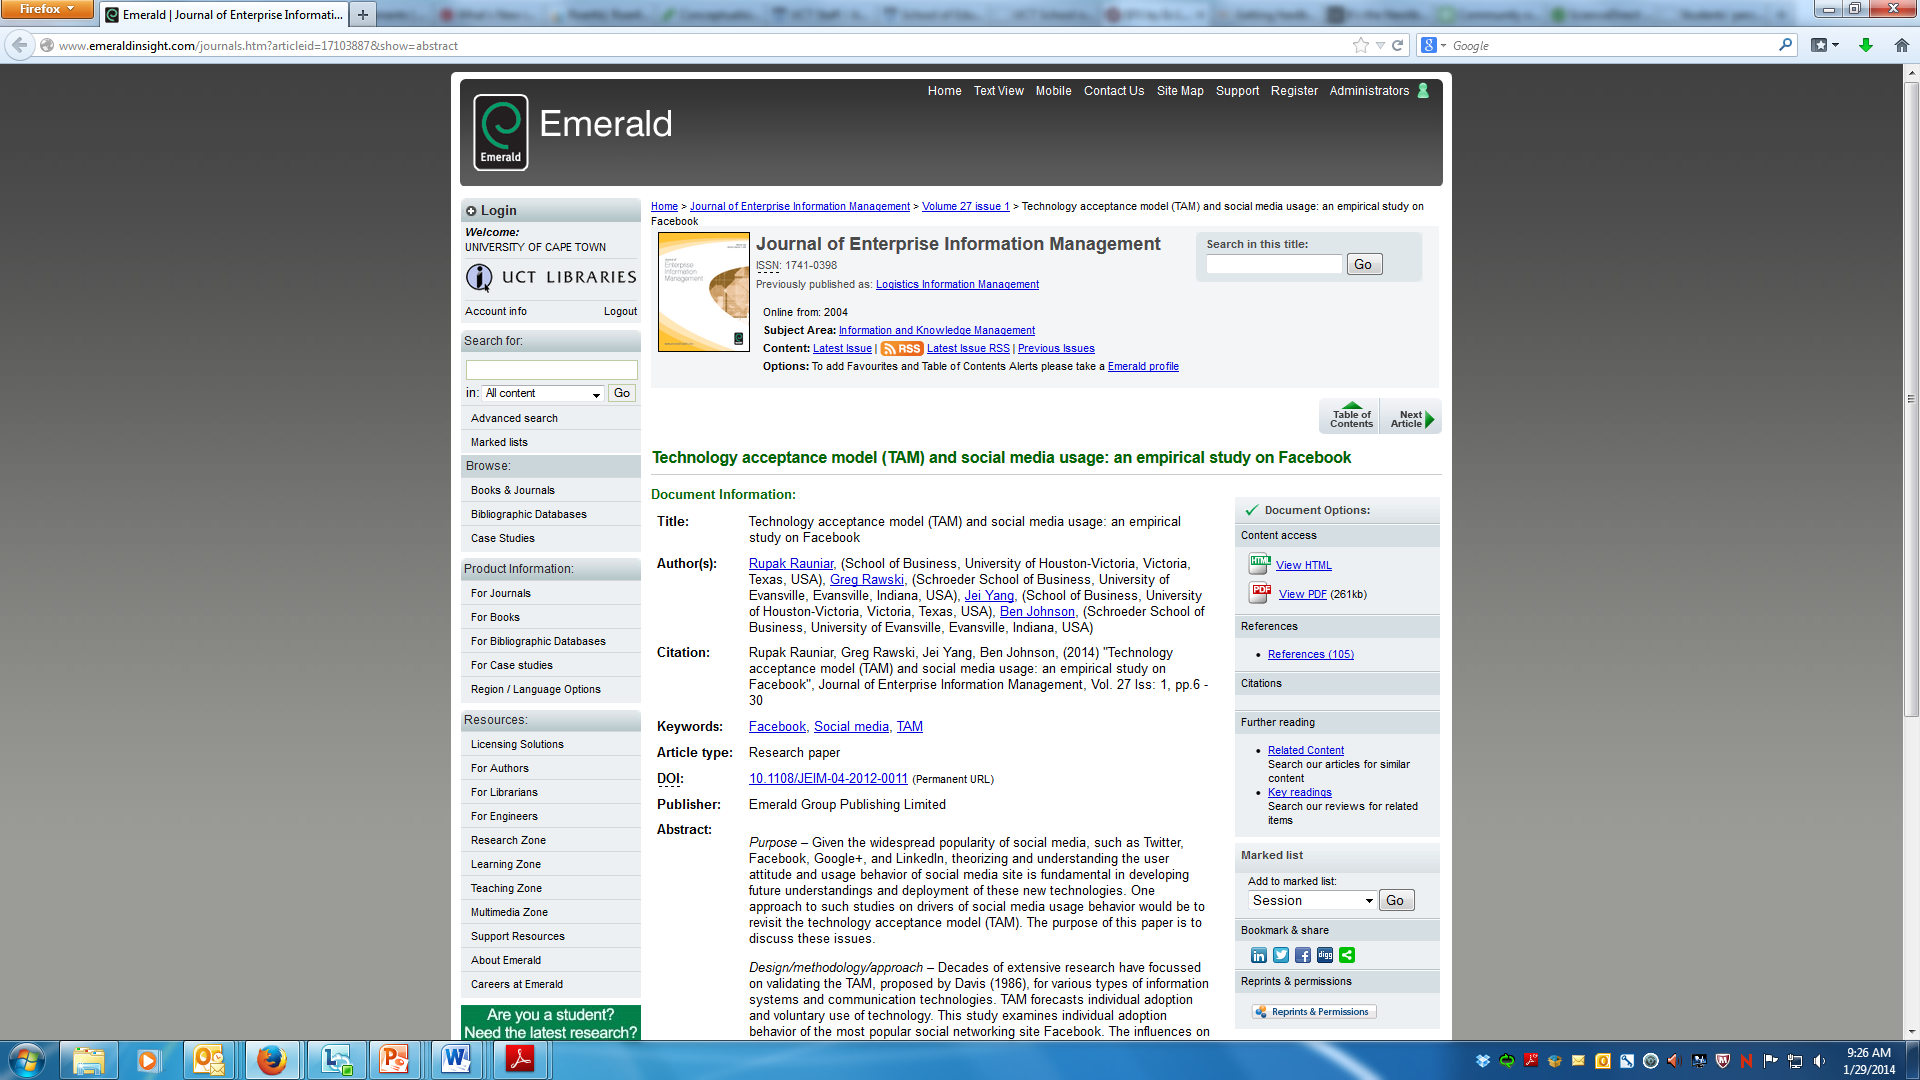 Firefox
Emerald | Journal of Enterprise Informati...
www.emeraldinsight.com/journals.htm?articleid=17103887&show=abstract
Google
Home Text View Mobile Contact Us Site Map Support Register Administrators
Emerald
Emerald
Login
Welcome:
UNIVERSITY OF CAPE TOWN
UCT LIBRARIES
Account info Logout
Search for:
in: All content Go
Advanced search
Marked lists
Browse:
Books & Journals
Bibliographic Databases
Case Studies
Product Information:
For Journals
For Books
For Bibliographic Databases
For Case studies
Region / Language Options
Resources:
Licensing Solutions
For Authors
For Librarians
For Engineers
Research Zone
Learning Zone
Teaching Zone
Multimedia Zone
Support Resources
About Emerald
Careers at Emerald
Are you a student?
Need the latest research?
Home > Journal of Enterprise Information Management > Volume 27 issue 1 > Technology acceptance model (TAM) and social media usage: an empirical study on
Facebook
Journal of Enterprise Information Management
ISSN: 1741-0398
Previously published as: Logistics Information Management
Online from: 2004
Subject Area: Information and Knowledge Management
Content: Latest Issue | RSS Latest Issue RSS | Previous Issues
Options: To add Favourites and Table of Contents Alerts please take a Emerald profile
Search in this title:
Go
Table of
Contents
Next
Article
Technology acceptance model (TAM) and social media usage: an empirical study on Facebook
Document Information:
Title: Technology acceptance model (TAM) and social media usage: an empirical
study on Facebook
Author(s): Rupak Rauniar, (School of Business, University of Houston-Victoria, Victoria,
Texas, USA), Greg Rawski, (Schroeder School of Business, University of
Evansville, Evansville, Indiana, USA), Jei Yang, (School of Business, University
of Houston-Victoria, Victoria, Texas, USA), Ben Johnson, (Schroeder School of
Business, University of Evansville, Evansville, Indiana, USA)
Citation: Rupak Rauniar, Greg Rawski, Jei Yang, Ben Johnson, (2014) "Technology
acceptance model (TAM) and social media usage: an empirical study on
Facebook", Journal of Enterprise Information Management, Vol. 27 Iss: 1, pp.6 -
30
Keywords: Facebook, Social media, TAM
Article type: Research paper
DOI: 10.1108/JEIM-04-2012-0011 (Permanent URL)
Publisher: Emerald Group Publishing Limited
Abstract:
Purpose – Given the widespread popularity of social media, such as Twitter,
Facebook, Google+, and LinkedIn, theorizing and understanding the user
attitude and usage behavior of social media site is fundamental in developing
future understandings and deployment of these new technologies. One
approach to such studies on drivers of social media usage behavior would be to
revisit the technology acceptance model (TAM). The purpose of this paper is to
discuss these issues.
Design/methodology/approach – Decades of extensive research have focussed
on validating the TAM, proposed by Davis (1986), for various types of information
systems and communication technologies. TAM forecasts individual adoption
and voluntary use of technology. This study examines individual adoption
behavior of the most popular social networking site Facebook. The influences on
Document Options:
Content access
View HTML
View PDF (261kb)
References
References (105)
Citations
Further reading
Related Content
Search our articles for similar
content
Key readings
Search our reviews for related
items
Marked list
Add to marked list:
Session Go
Bookmark & share
Reprints & permissions
Reprints & Permissions
9:26 AM
1/29/2014